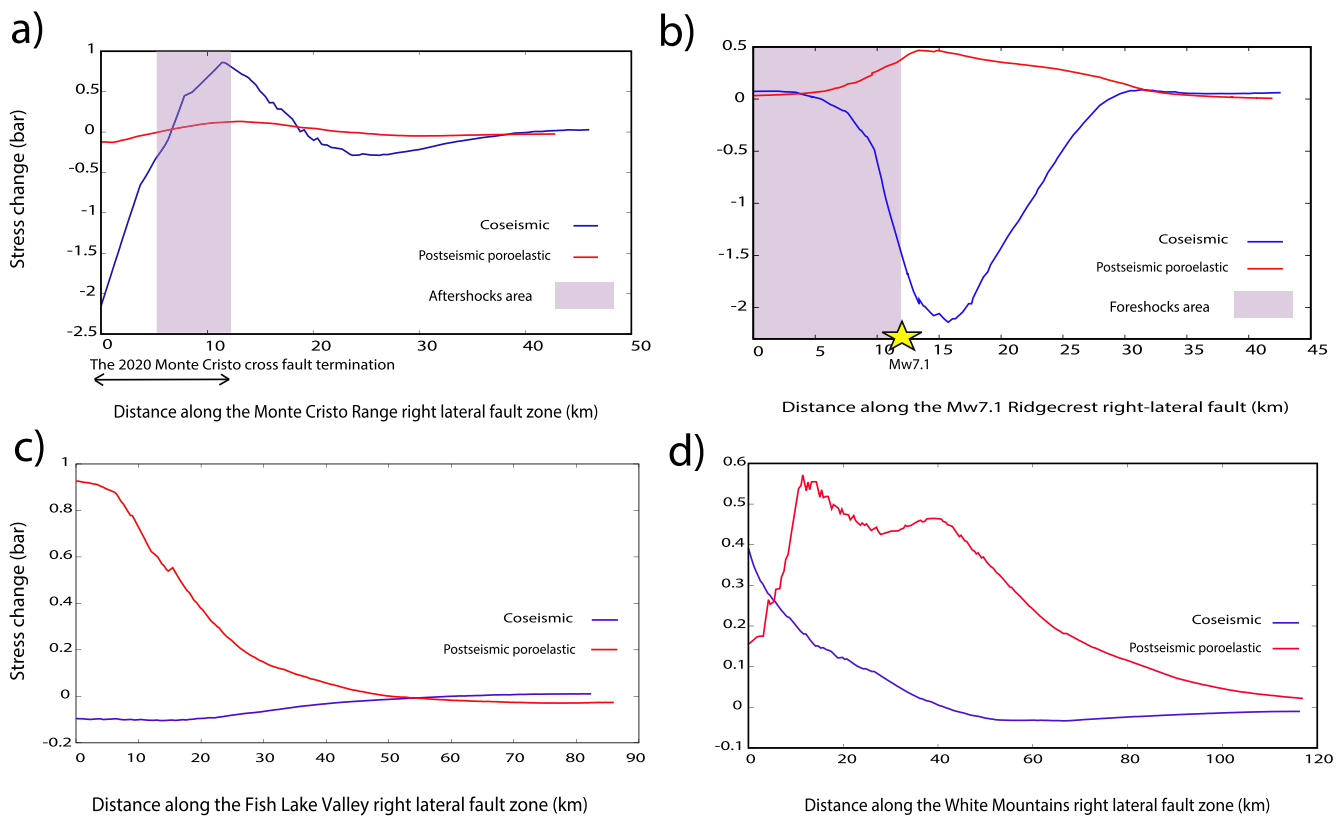 a)
Stress change (bar)
1
0.5
0
-0.5
-1
-1.5
-2
-2.5
0
10
20
30
40
50
Coseismic
Postseismic poroelastic
Aftershocks area
The 2020 Monte Cristo cross fault termination
Distance along the Monte Cristo Range right lateral fault zone (km)
b)
0.5
0
-0.5
-1
-1.5
-2
0
5
10
15
20
25
30
35
40
45
Coseismic
Postseismic poroelastic
Foreshocks area
Mw7.1
Distance along the Mw7.1 Ridgecrest right-lateral fault (km)
c)
Stress change (bar)
1
0.8
0.6
0.4
0.2
0
-0.2
0
10
20
30
40
50
60
70
80
90
Coseismic
Postseismic poroelastic
Distance along the Fish Lake Valley right lateral fault zone (km)
d)
0.6
0.5
0.4
0.3
0.2
0.1
0
-0.1
0
20
40
60
80
100
120
Coseismic
Postseismic poroelastic
Distance along the White Mountains right lateral fault zone (km)